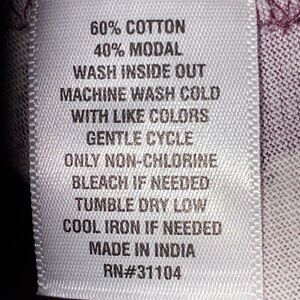 60% COTTON
40% MODAL
WASH INSIDE OUT
MACHINE WASH COLD
WITH LIKE COLORS
GENTLE CYCLE
ONLY NON-CHLORINE
BLEACH IF NEEDED
TUMBLE DRY LOW
COOL IRON IF NEEDED
MADE IN INDIA
RN#31104